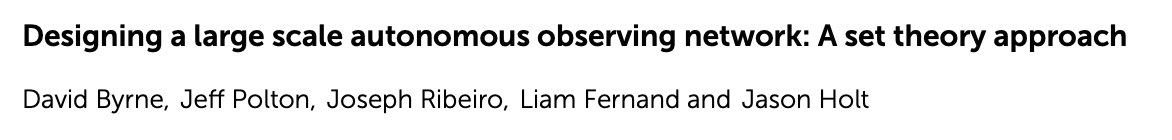 Designing a large scale autonomous observing network: A set theory approach
David Byrne, Jeff Polton, Joseph Ribeiro, Liam Fernand and Jason Holt